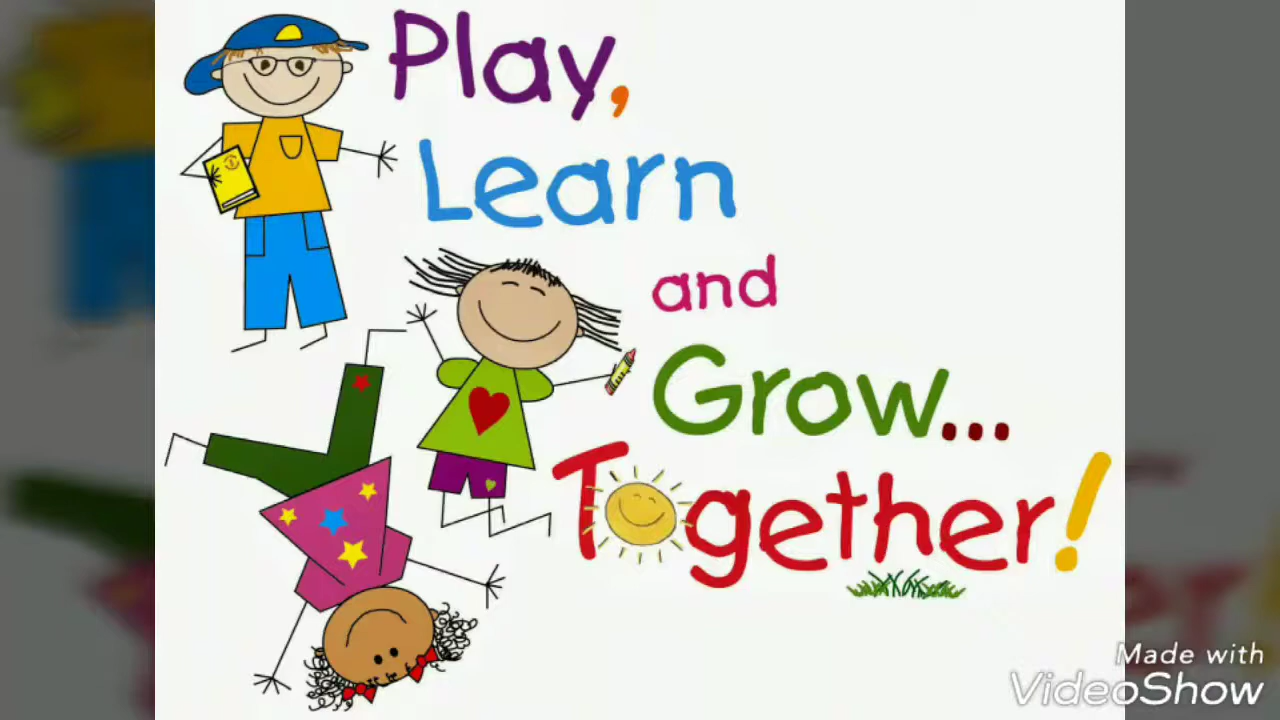 Play,
Learn
and
Grow...
Together!
Made with
VideoShow